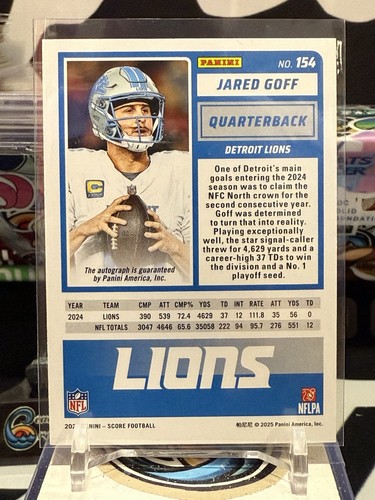 PANINI
NO. 154
JARED GOFF
QUARTERBACK
DETROIT LIONS
One of Detroit's main
goals entering the 2024
season was to claim the
NFC North crown for the
second consecutive year.
Goff was determined
to turn that into reality.
Playing exceptionally
well, the star signal-caller
threw for 4,629 yards and a
career-high 37 TDs to win
the division and a No. 1
playoff seed.
C
The autograph is guaranteed
by Panini America, Inc.
YEAR TEAM CMP ATT CMP% YDS TD INT RATE ATT YDS TD
2024 LIONS 390 539 72.4 4629 37 12 111.8 35 56 0
NFL TOTALS 3047 4646 65.6 35058 222 94 95.7 276 551 12
LIONS
NFL
NFLPA
PANINI – SCORE FOOTBALL
帕尼尼 © 2025 Panini America, Inc.